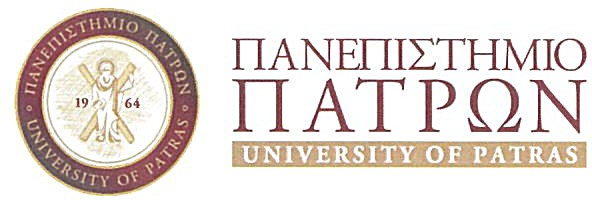 ΠΑΝΕΠΙΣΤΗΜΙΟ ΠΑΤΡΩΝ
19 64
UNIVERSITY OF PATRAS
ΠΑΝΕΠΙΣΤΗΜΙΟ
ΠΑΤΡΩΝ
UNIVERSITY OF PATRAS